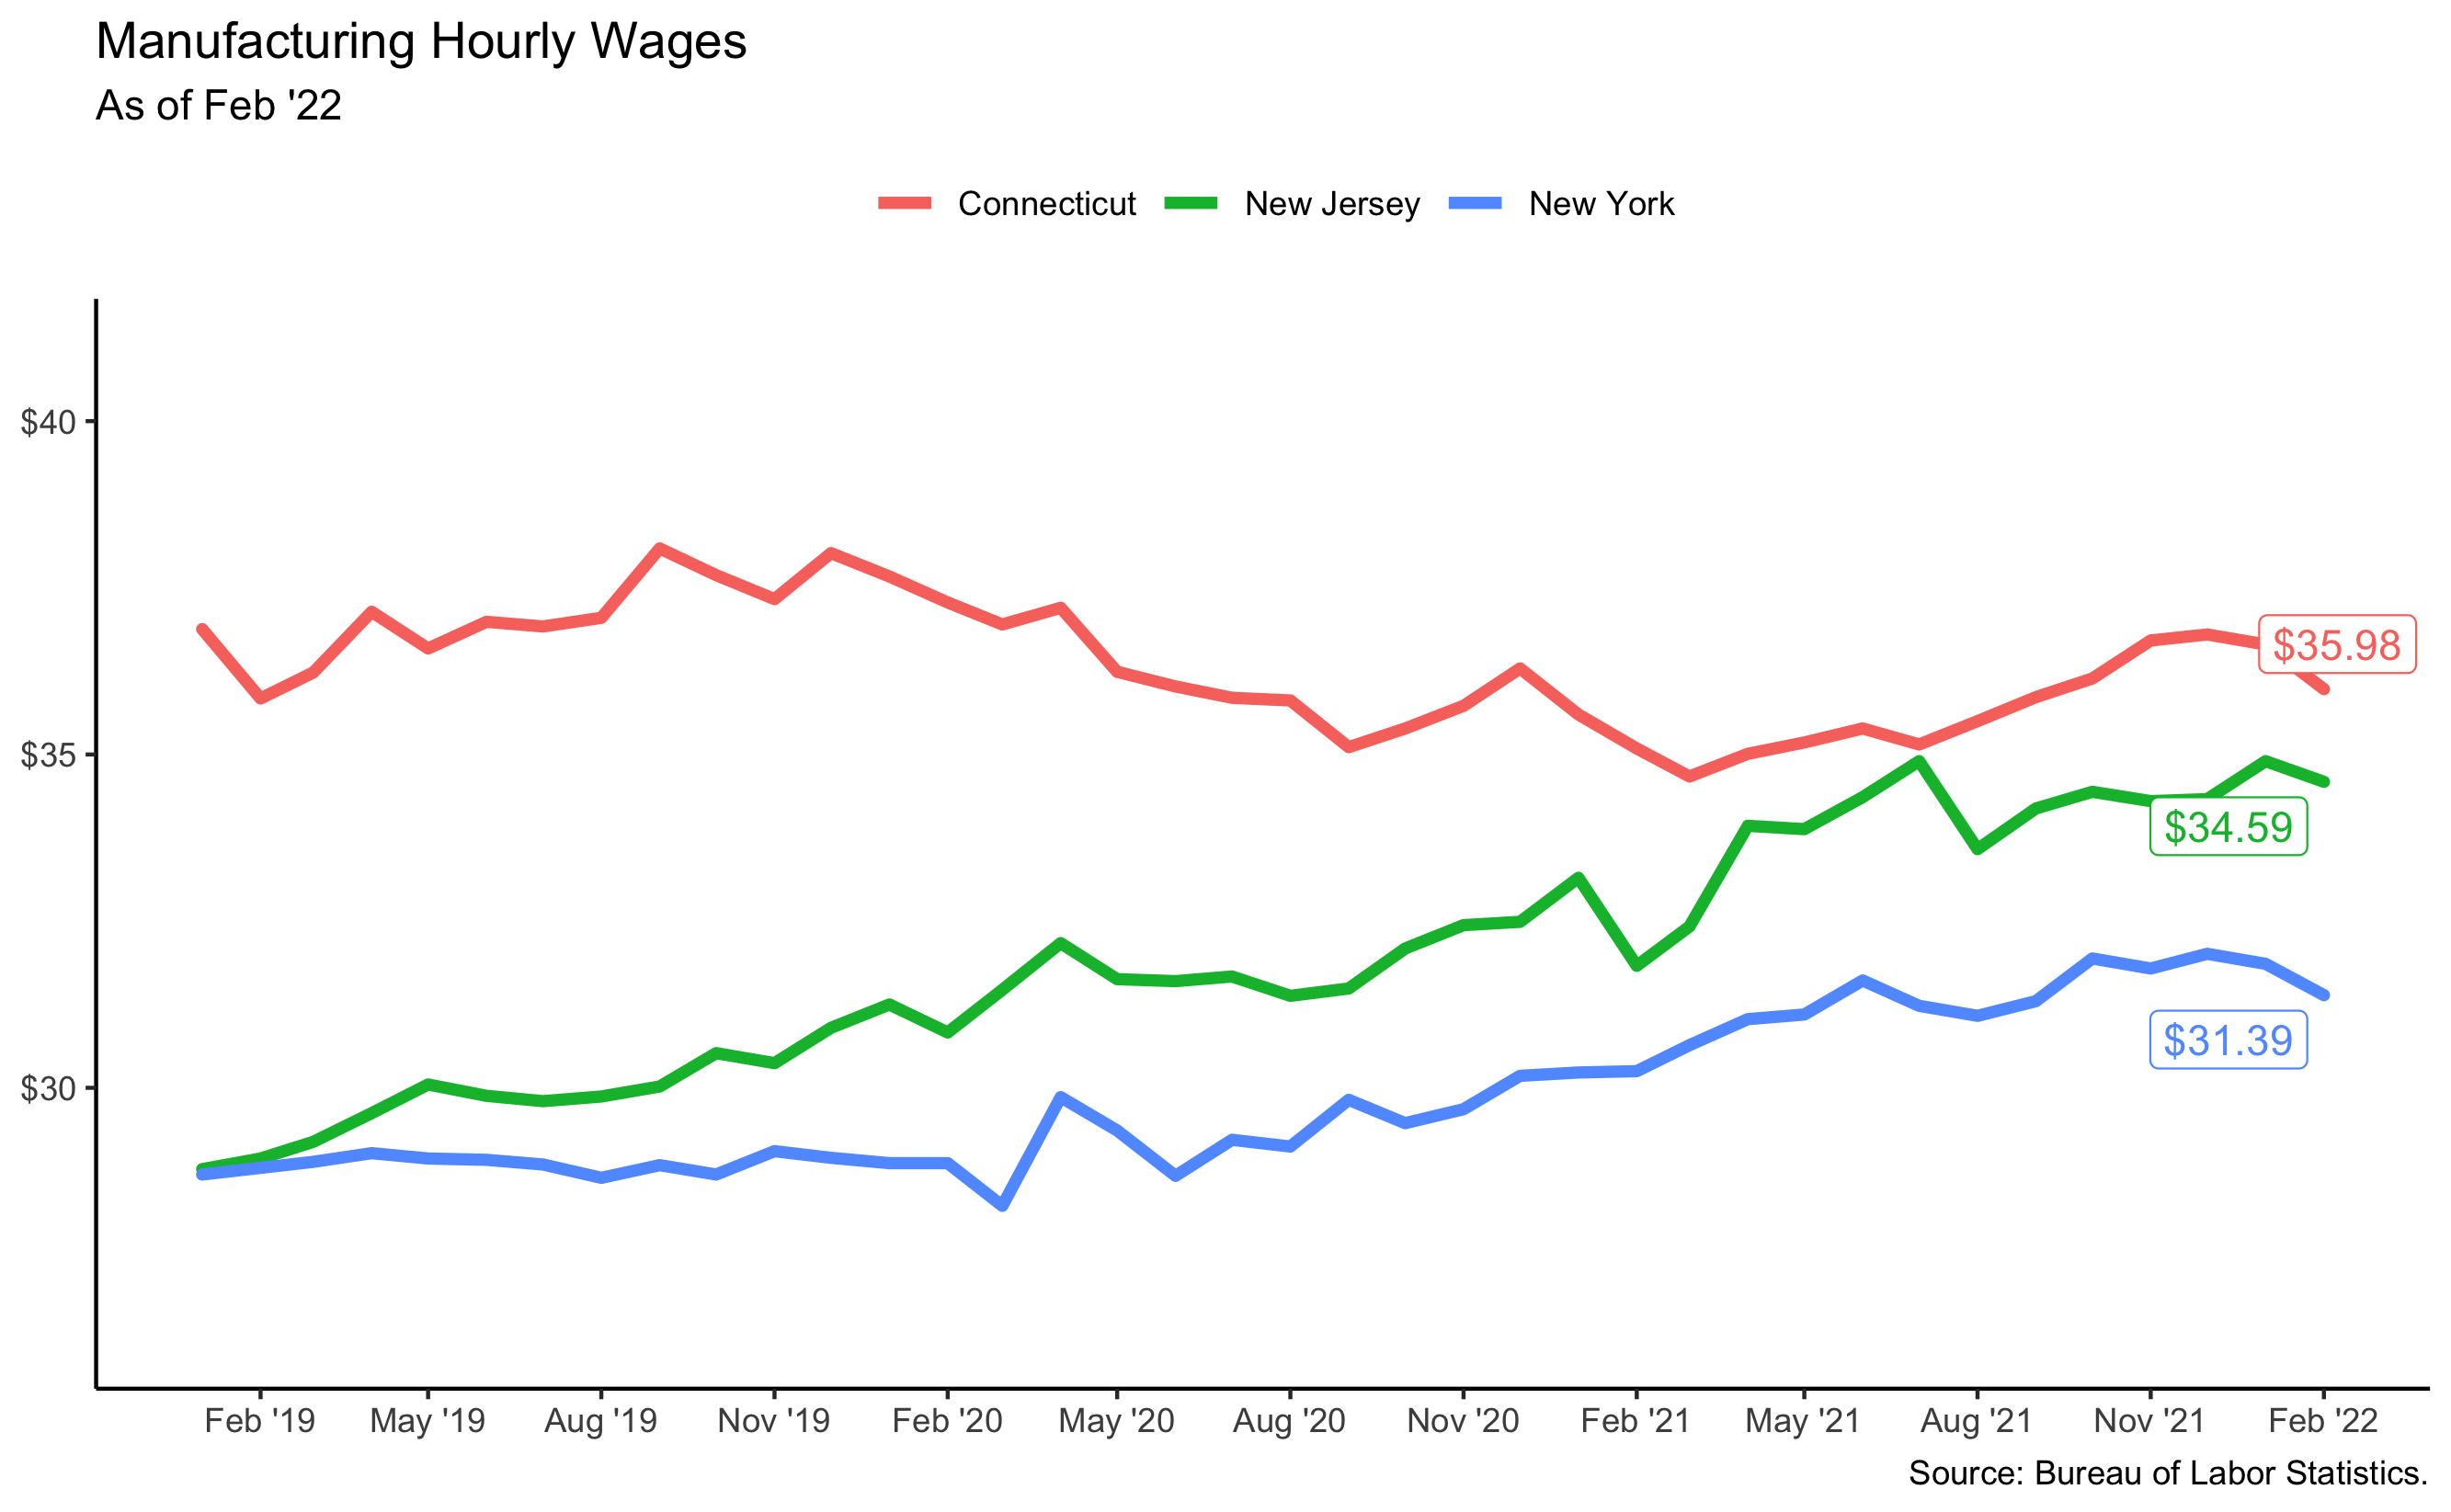 Manufacturing Hourly Wages
As of Feb '22
Connecticut New Jersey New York
$40
$35
$30
$35.98
$34.59
$31.39
Feb '19 May '19 Aug '19 Nov '19 Feb '20 May '20 Aug '20 Nov '20 Feb '21 May '21 Aug '21 Nov '21 Feb '22
Source: Bureau of Labor Statistics.